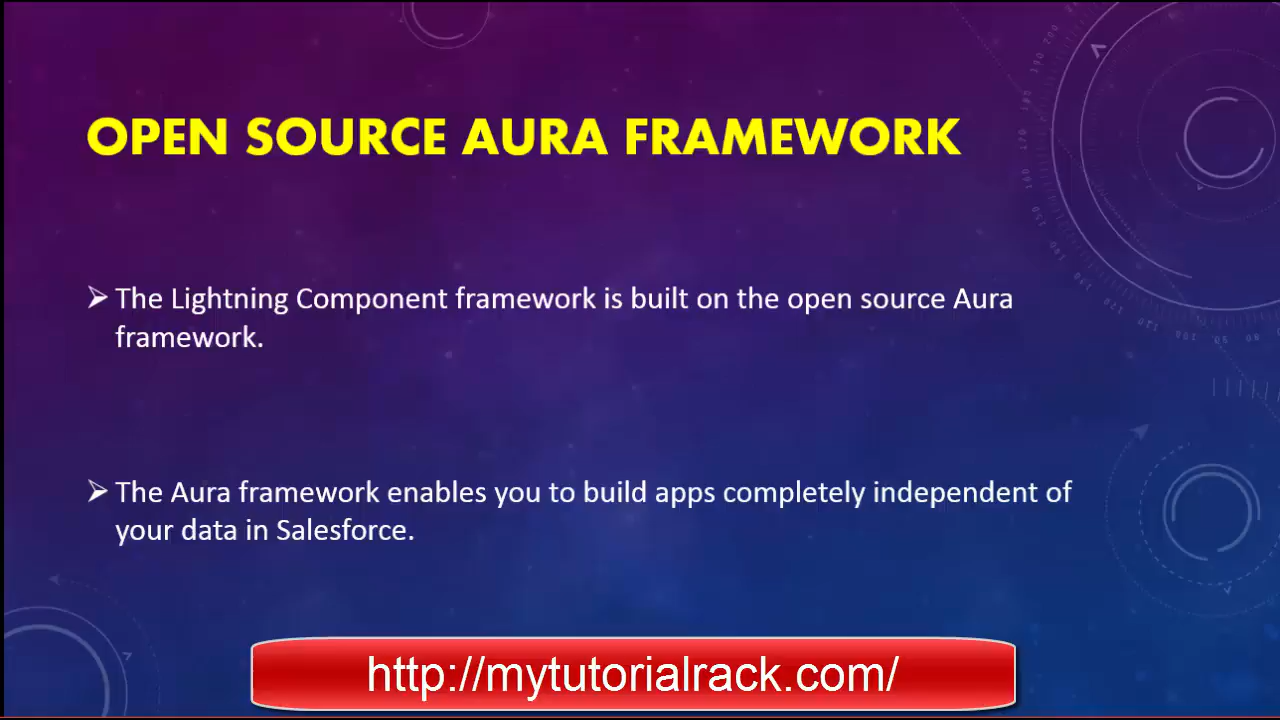 OPEN SOURCE AURA FRAMEWORK
➢ The Lightning Component framework is built on the open source Aura
framework.
➢ The Aura framework enables you to build apps completely independent of
your data in Salesforce.
http://mytutorialrack.com/